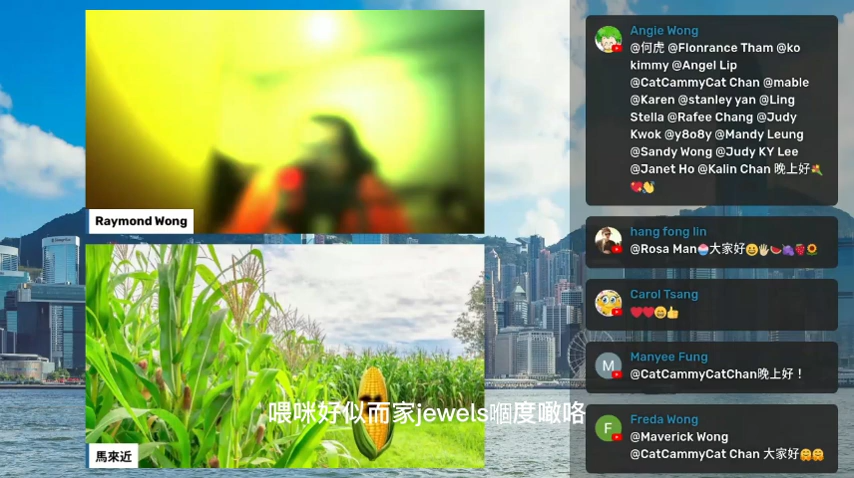 Raymond Wong
馬來近
喂咪好似而家jewels嗰度噉咯
Angie Wong
@何虎 @Flonrance Tham @ko
kimmy @Angel Lip
@CatCammyCat Chan @mable
@Karen @stanley yan @Ling
Stella @Rafee Chang @Judy
Kwok @y8o8y @Mandy Leung
@Sandy Wong @Judy KY Lee
@Janet Ho @Kalin Chan 晚上好💐
💖👋
hang fong lin
@Rosa Man🍧大家好😆🖐🍉🍇🍓🌻
Carol Tsang
❤️❤️😄👍
M
Manyee Fung
@CatCammyCatChan晚上好！
F
Freda Wong
@Maverick Wong
@CatCammyCat Chan 大家好🤗🤗